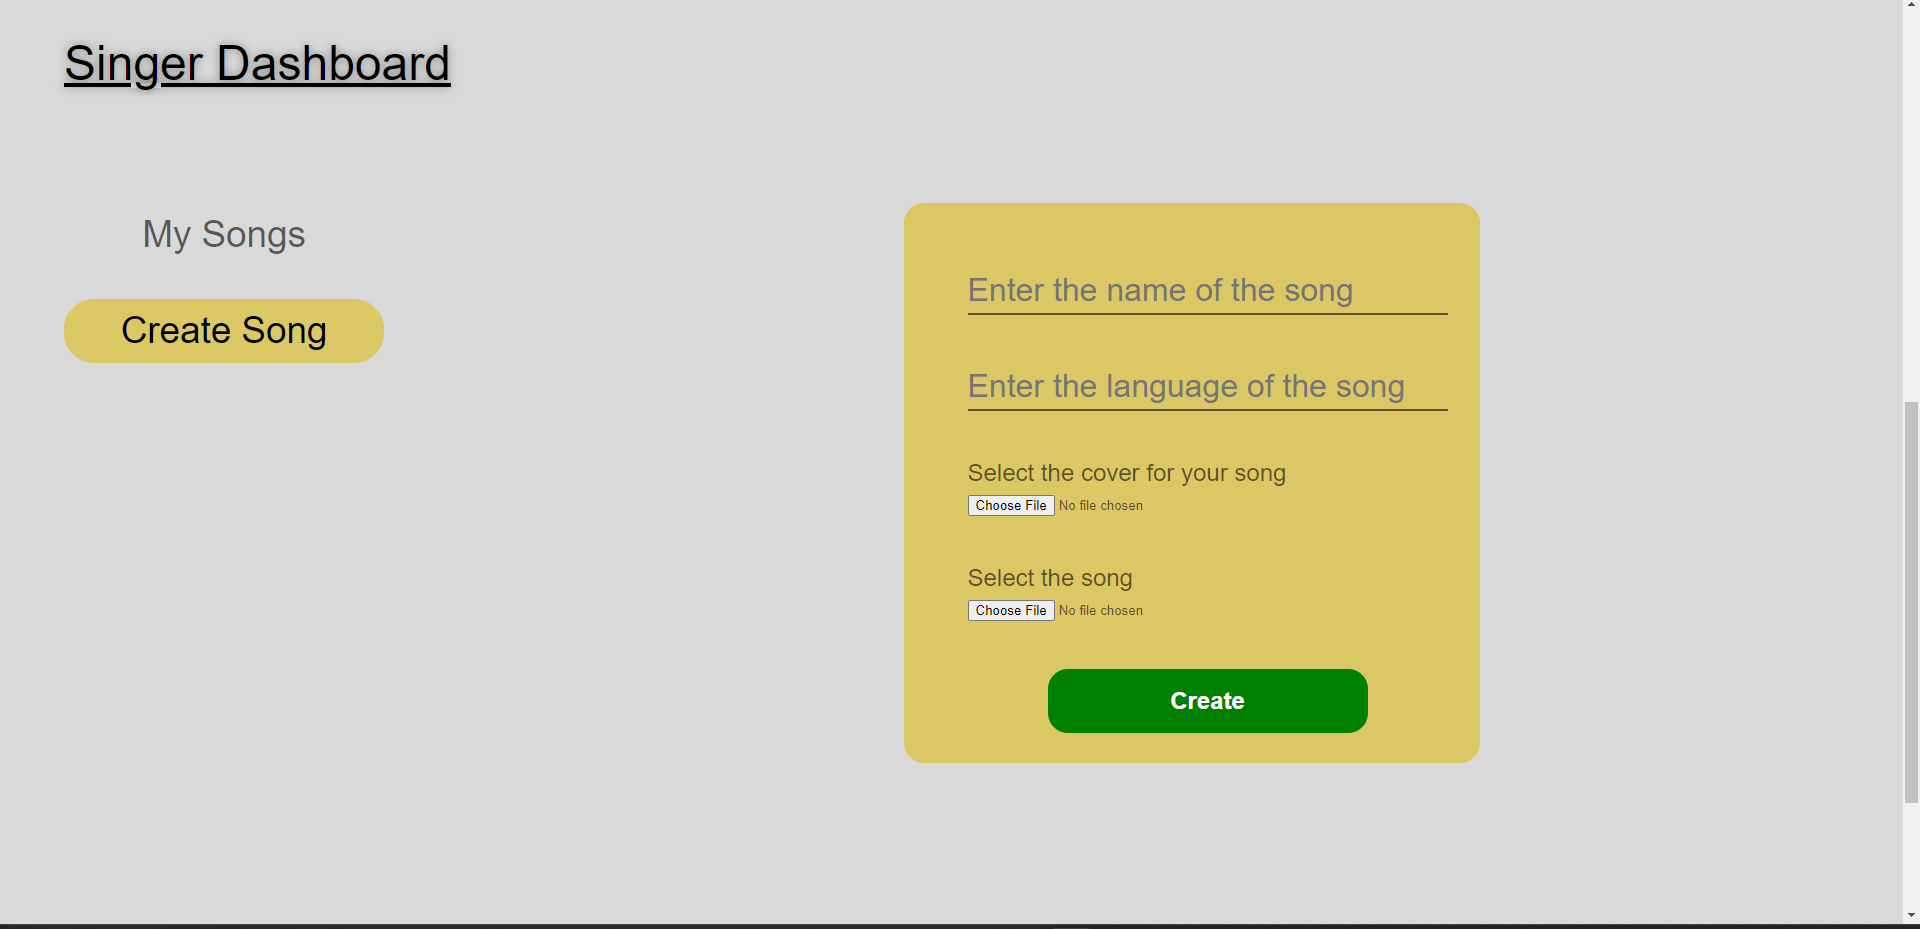 Singer Dashboard
My Songs
Create Song
Enter the name of the song
Enter the language of the song
Select the cover for your song
Choose File No file chosen
Select the song
Choose File No file chosen
Create